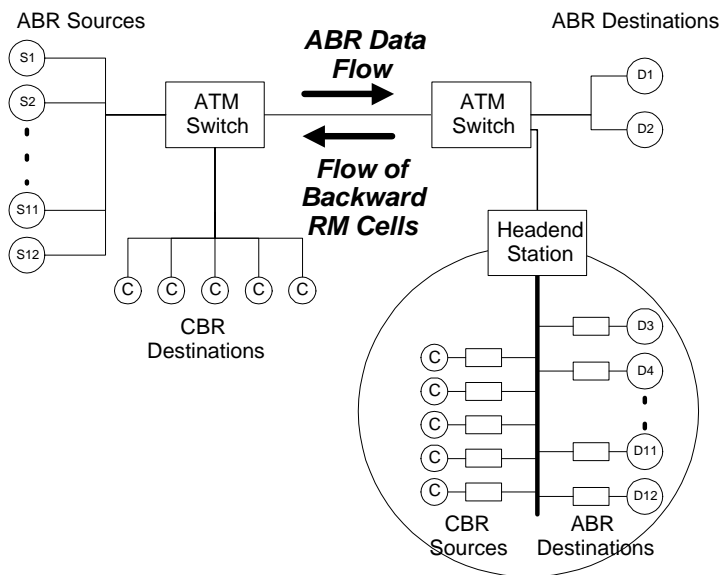 ABR Sources
ABR Destinations
S1
S2
S11
S12
ATM
Switch
ABR Data
Flow
Flow of
Backward
RM Cells
ATM
Switch
D1
D2
C
C
C
C
C
CBR
Destinations
Headend
Station
D3
D4
D11
D12
C
C
C
C
C
CBR
Sources
ABR
Destinations